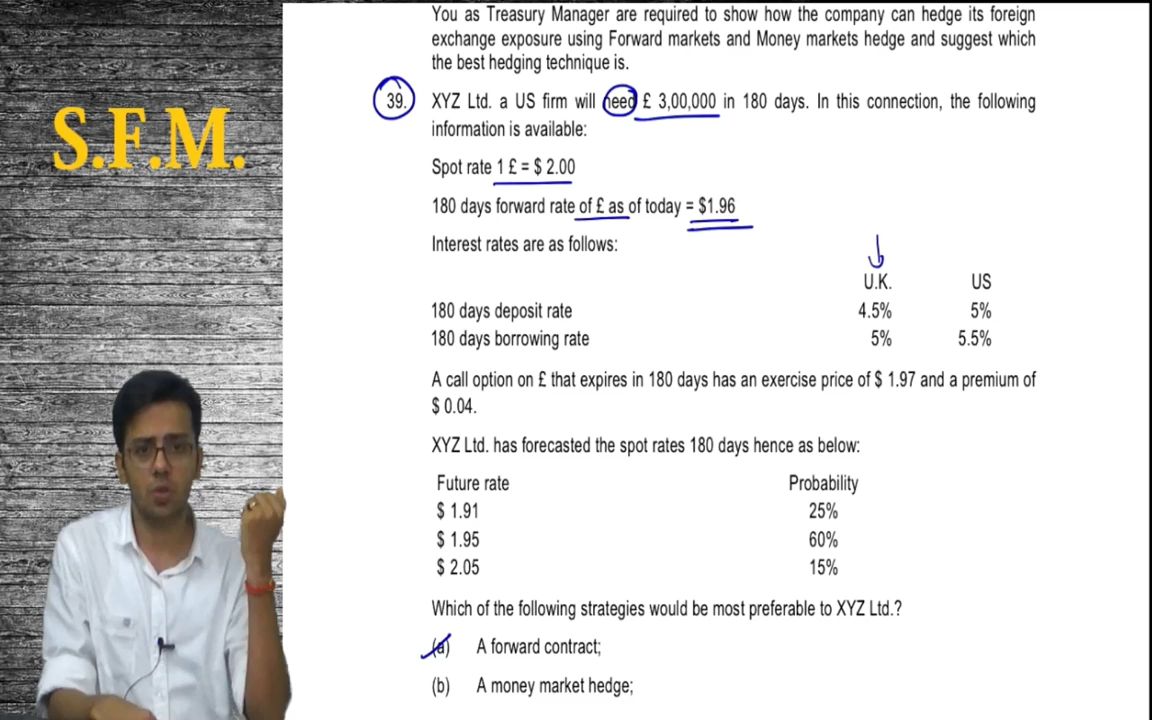 You as Treasury Manager are required to show how the company can hedge its foreign
exchange exposure using Forward markets and Money markets hedge and suggest which
the best hedging technique is.
S.F.M.
39. XYZ Ltd. a US firm will need £ 3,00,000 in 180 days. In this connection, the following
information is available:
Spot rate 1 £ = $ 2.00
180 days forward rate of £ as of today = $1.96
Interest rates are as follows:
U.K. US
180 days deposit rate 4.5% 5%
180 days borrowing rate 5% 5.5%
A call option on £ that expires in 180 days has an exercise price of $ 1.97 and a premium of
$ 0.04.
XYZ Ltd. has forecasted the spot rates 180 days hence as below:
Future rate Probability
$ 1.91 25%
$ 1.95 60%
$ 2.05 15%
Which of the following strategies would be most preferable to XYZ Ltd.?
(a) A forward contract;
(b) A money market hedge;